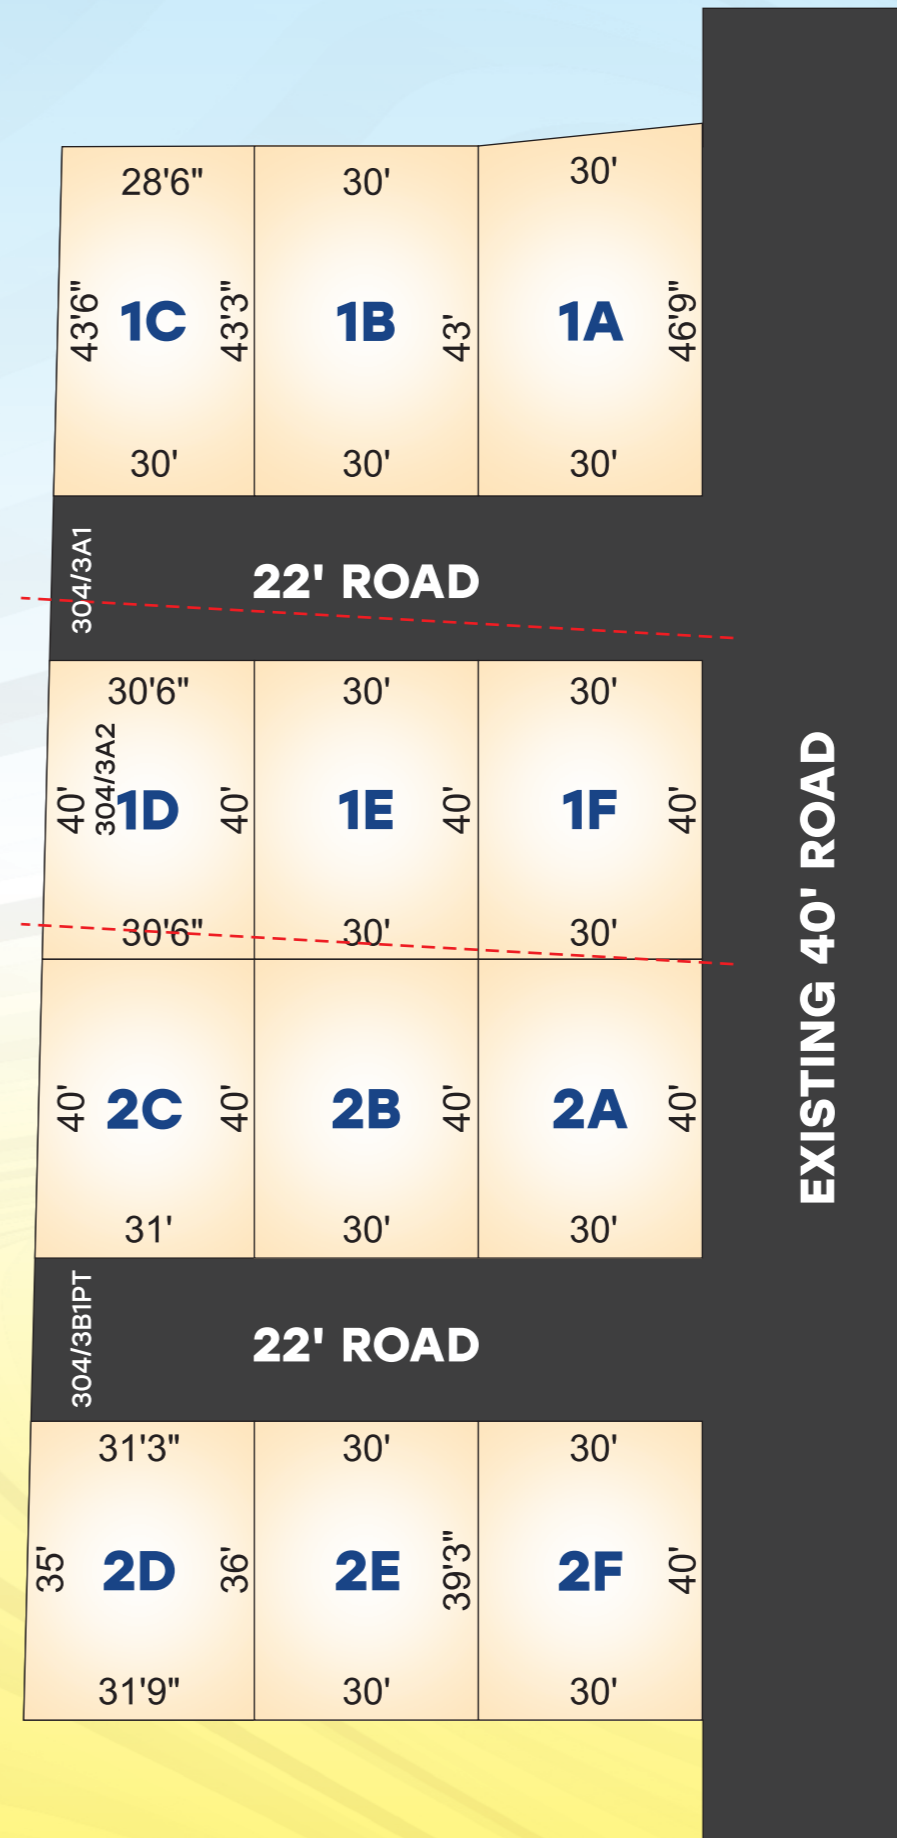 28'6"
30'
30'
43'6"
1C
43'3"
1B
43'
1A
46'9"
30'
30'
30'
304/3A1
22' ROAD
30'6"
30'
30'
304/3A2
40'
1D
40'
1E
40'
1F
40'
30'6"
30'
30'
EXISTING 40' ROAD
40'
2C
40'
2B
40'
2A
40'
31'
30'
30'
304/3B1PT
22' ROAD
31'3"
30'
30'
35'
2D
36'
2E
39'3"
2F
40'
31'9"
30'
30'